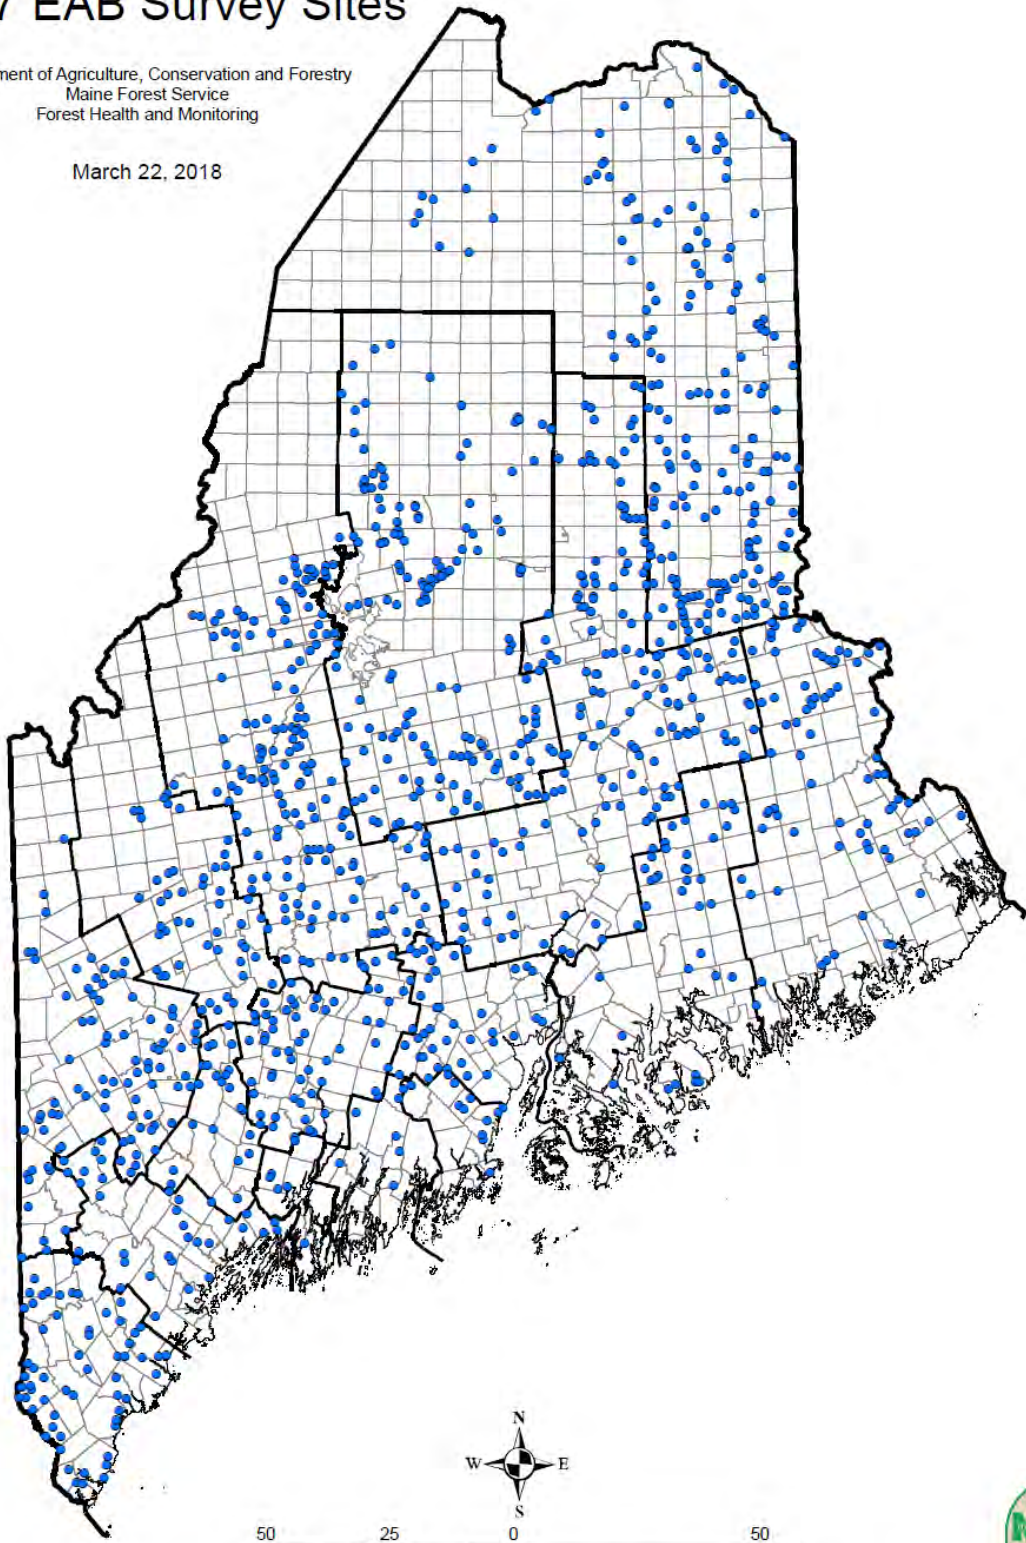 7 EAB Survey Sites
ment of Agriculture, Conservation and Forestry
Maine Forest Service
Forest Health and Monitoring
March 22, 2018
N
W E
S
50 25 0 50